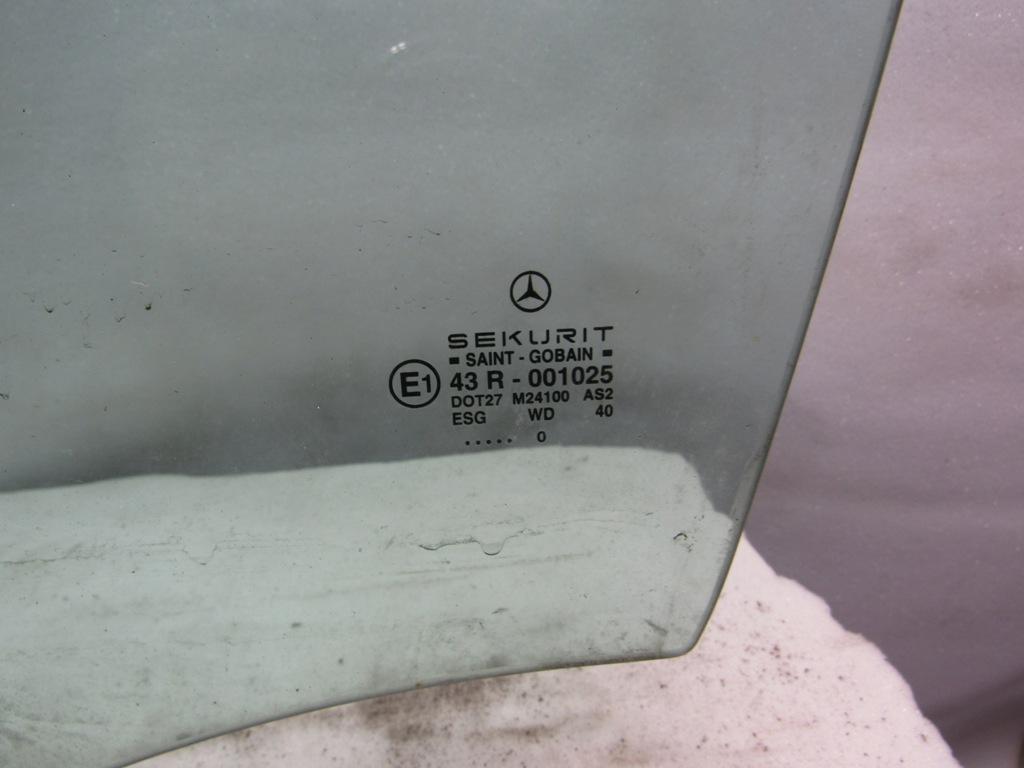 SEKURIT
SAINT - GOBAIN
E1 43 R - 001025
DOT27 M24100 AS2
ESG WD 40
..... 0